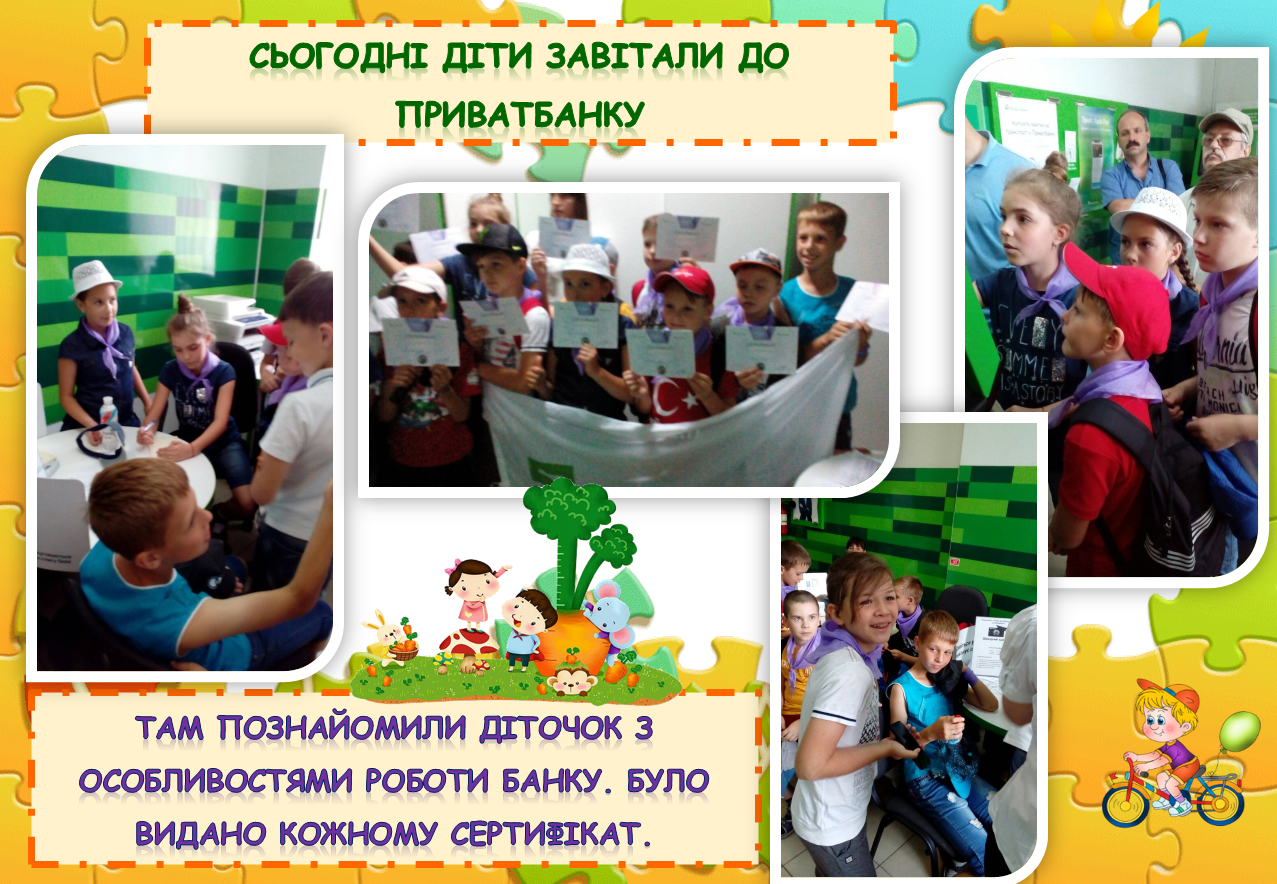 СЬОГОДНІ ДІТИ ЗАВІТАЛИ ДО
ПРИВАТБАНКУ
ТАМ ПОЗНАЙОМИЛИ ДІТОЧОК З
ОСОБЛИВОСТЯМИ РОБОТИ БАНКУ. БУЛО
ВИДАНО КОЖНОМУ СЕРТИФІКАТ.